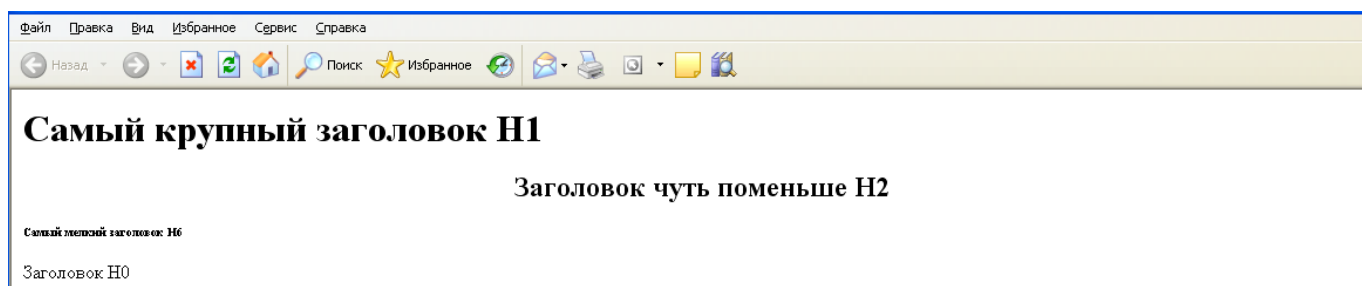 Файл Правка Вид Избранное Сервис Справка
Назад Поиск Избранное
Самый крупный заголовок H1
Заголовок чуть поменьше H2
Самый мелкий заголовок H6
Заголовок H0